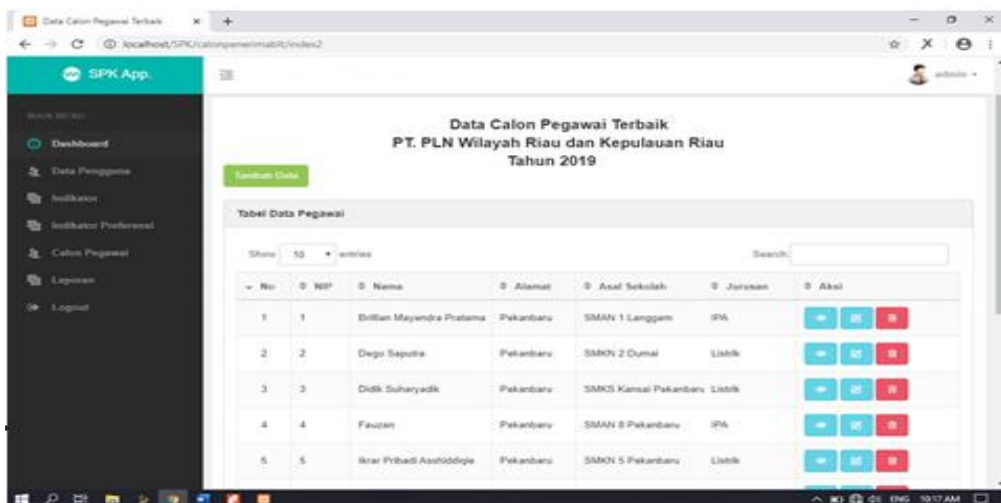 Data Calon Pegawai Terbaik
localhost/SPK/calonpenerimablt/index2
SPK App.
admin
MAIN MENU
Dashboard
Data Pengguna
Indikator
Indikator Preferensi
Calon Pegawai
Laporan
Logout
Data Calon Pegawai Terbaik
PT. PLN Wilayah Riau dan Kepulauan Riau
Tahun 2019
Tambah Data
Tabel Data Pegawai
Show 10 entries Search:
No NIP Nama Alamat Asal Sekolah Jurusan Aksi
1 1 Brillian Mayendra Pratama Pekanbaru SMAN 1 Langgam IPA
2 2 Dego Saputra Pekanbaru SMKN 2 Dumai Listrik
3 3 Didik Suharyadik Pekanbaru SMKS Kansai Pekanbaru Listrik
4 4 Fauzan Pekanbaru SMAN 8 Pekanbaru IPA
5 5 Ikrar Pribadi Pekanbaru SMKN 5 Pekanbaru Listrik
ENG 10:17 AM